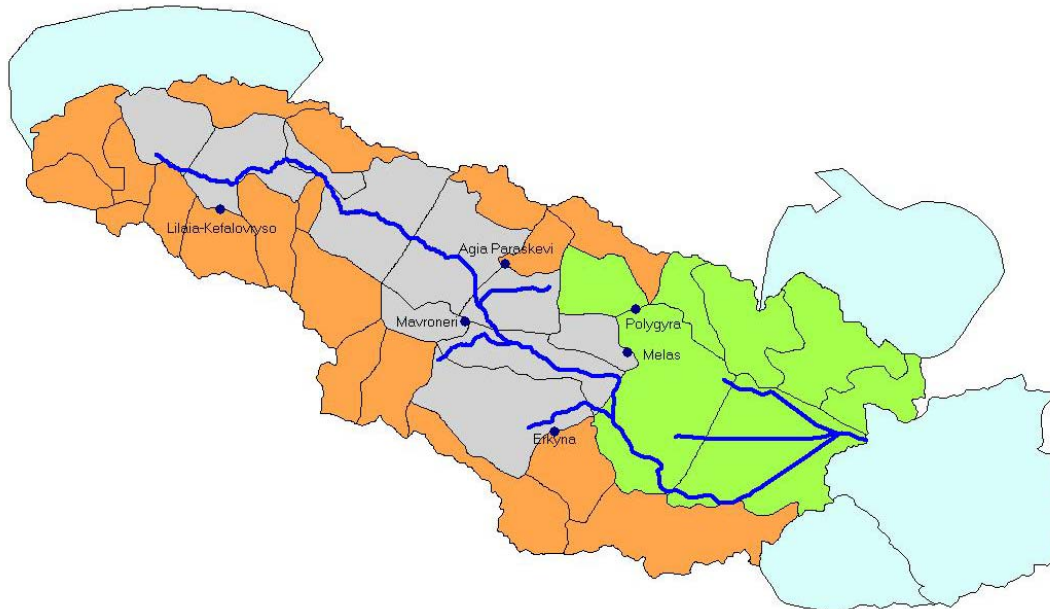 Lilaia-Kefalovryso
Agia Paraskevi
Mavroneri
Polygyra
Melas
Erkyna